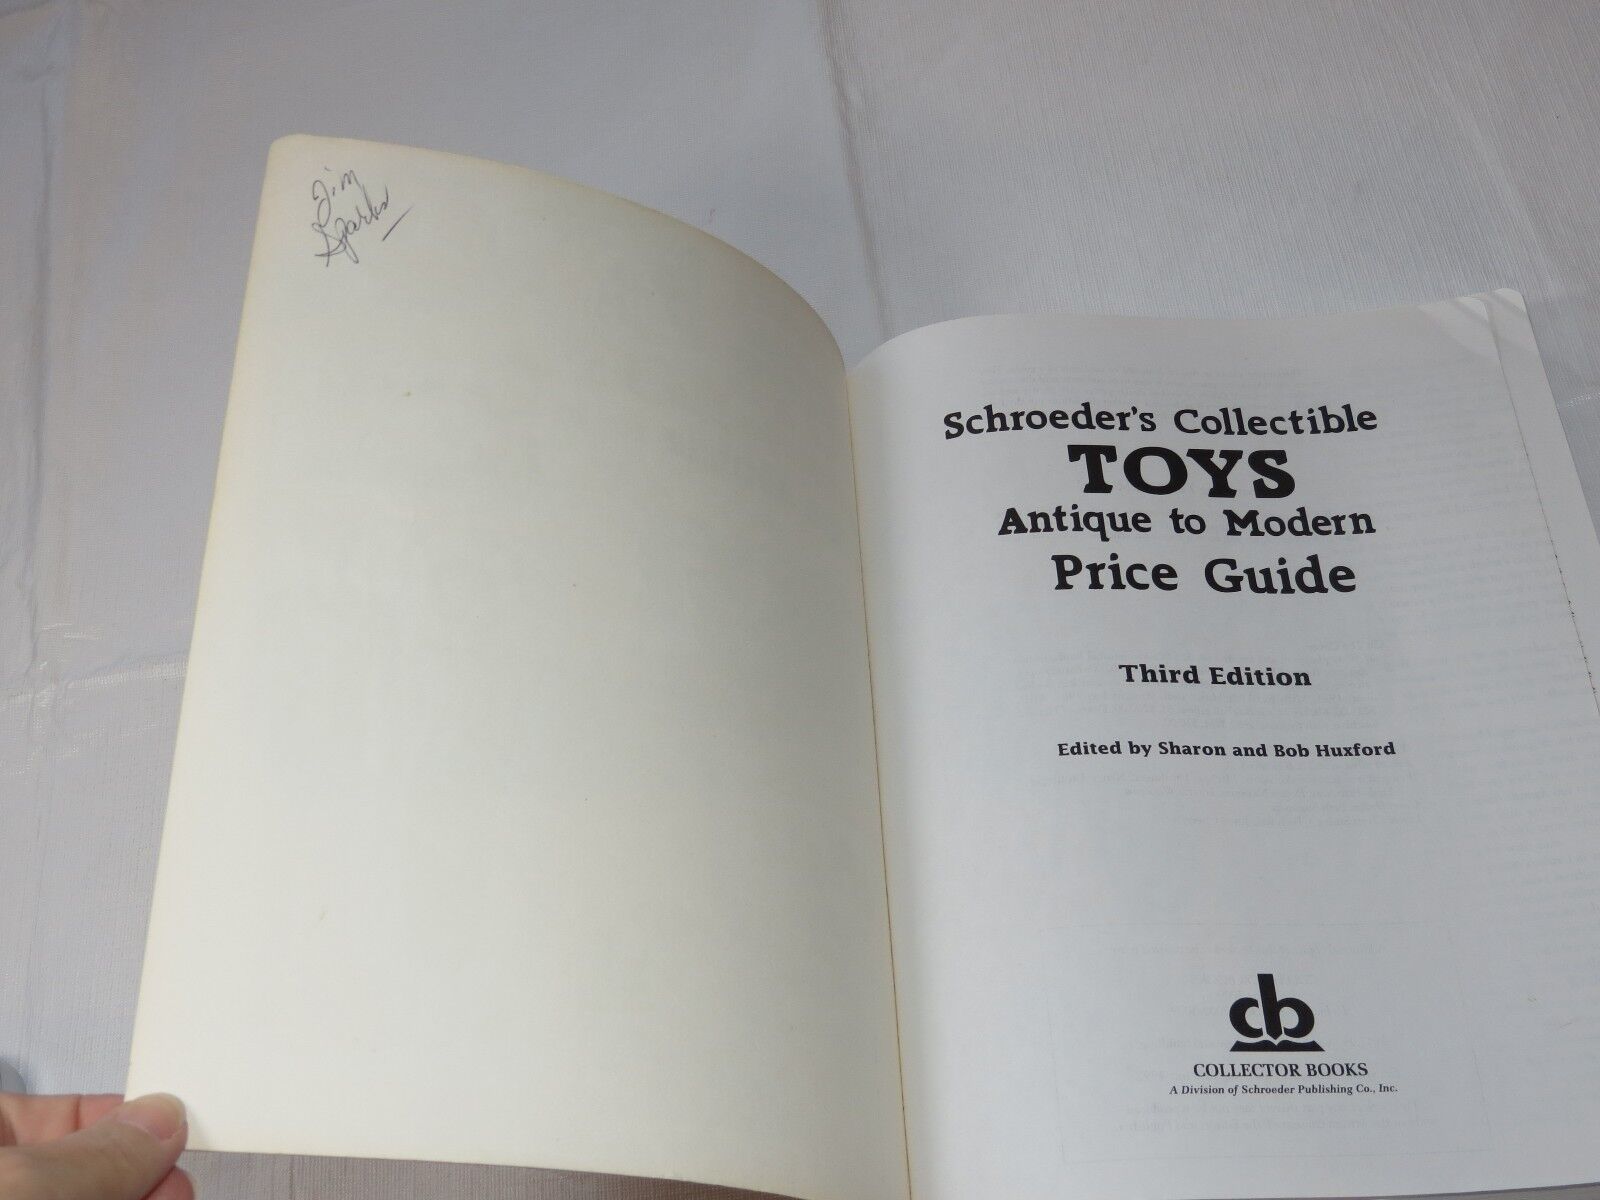 Jim
Sparks
Schroeder's Collectible
TOYS
Antique to Modern
Price Guide
Third Edition
Edited by Sharon and Bob Huxford
cb
COLLECTOR BOOKS
A Division of Schroeder Publishing Co., Inc.